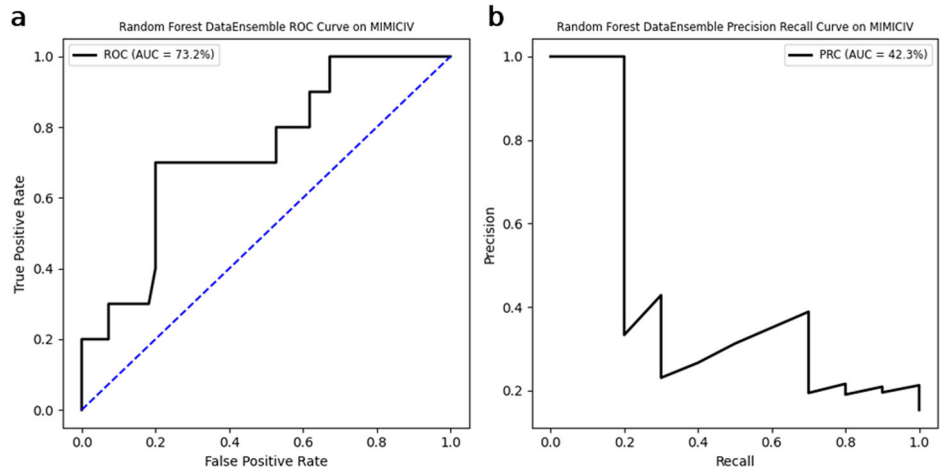 a
Random Forest DataEnsemble ROC Curve on MIMICIV
ROC (AUC = 73.2%)
1.0
0.8
0.6
0.4
0.2
0.0
True Positive Rate
0.0 0.2 0.4 0.6 0.8 1.0
False Positive Rate
b
Random Forest DataEnsemble Precision Recall Curve on MIMICIV
PRC (AUC = 42.3%)
1.0
0.8
0.6
0.4
0.2
Precision
0.0 0.2 0.4 0.6 0.8 1.0
Recall